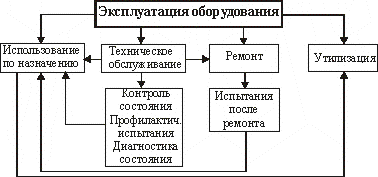 Эксплуатация оборудования
Использование
по назначению
Техническое
обслуживание
Ремонт
Утилизация
Контроль
состояния
Профилактич.
испытания
Диагностика
состояния
Испытания
после
ремонта